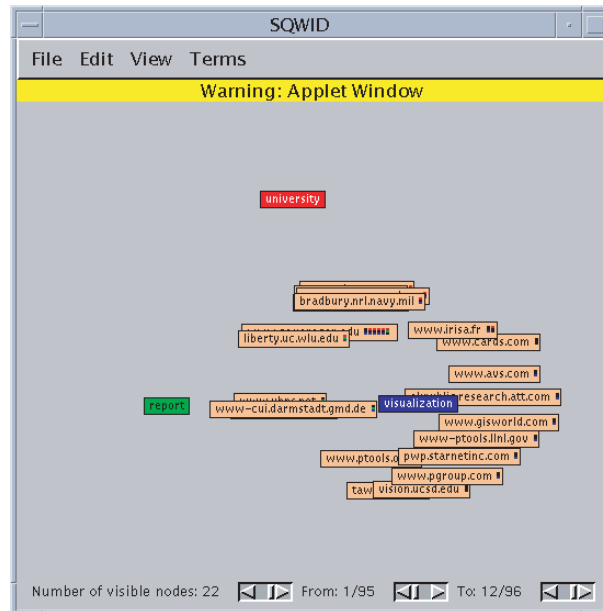 SQWID
File Edit View Terms
Warning: Applet Window
university
bradbury.nrl.navy.mil
www.irisa.fr
liberty.uc.wlu.edu
www.cards.com
www.avs.com
research.att.com
visualization
report
www-cui.darmstadt.gmd.de
www.gisworld.com
www-ptools.llnl.gov
www.ptools.o
pwp.starnetinc.com
www.pgroup.com
taw
vision.ucsd.edu
Number of visible nodes: 22 From: 1/95 To: 12/96